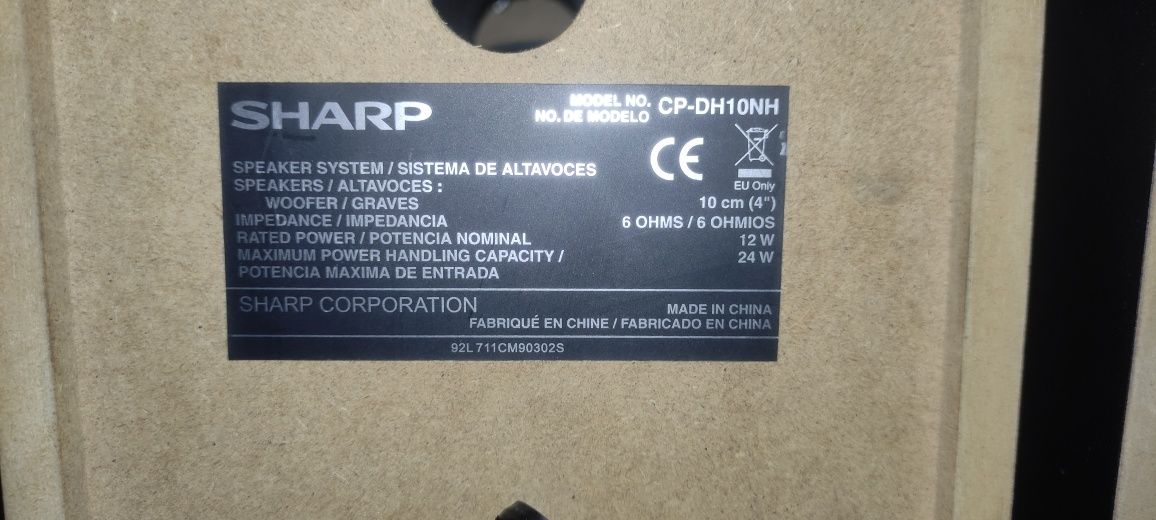 SHARP
MODEL NO. CP-DH10NH
NO. DE MODELO
CE
EU Only
SPEAKER SYSTEM / SISTEMA DE ALTAVOCES
SPEAKERS / ALTAVOCES :
WOOFER / GRAVES 10 cm (4")
IMPEDANCE / IMPEDANCIA 6 OHMS / 6 OHMIOS
RATED POWER / POTENCIA NOMINAL 12 W
MAXIMUM POWER HANDLING CAPACITY / 24 W
POTENCIA MAXIMA DE ENTRADA
SHARP CORPORATION MADE IN CHINA
FABRIQUÉ EN CHINE / FABRICADO EN CHINA
92L711CM90302S